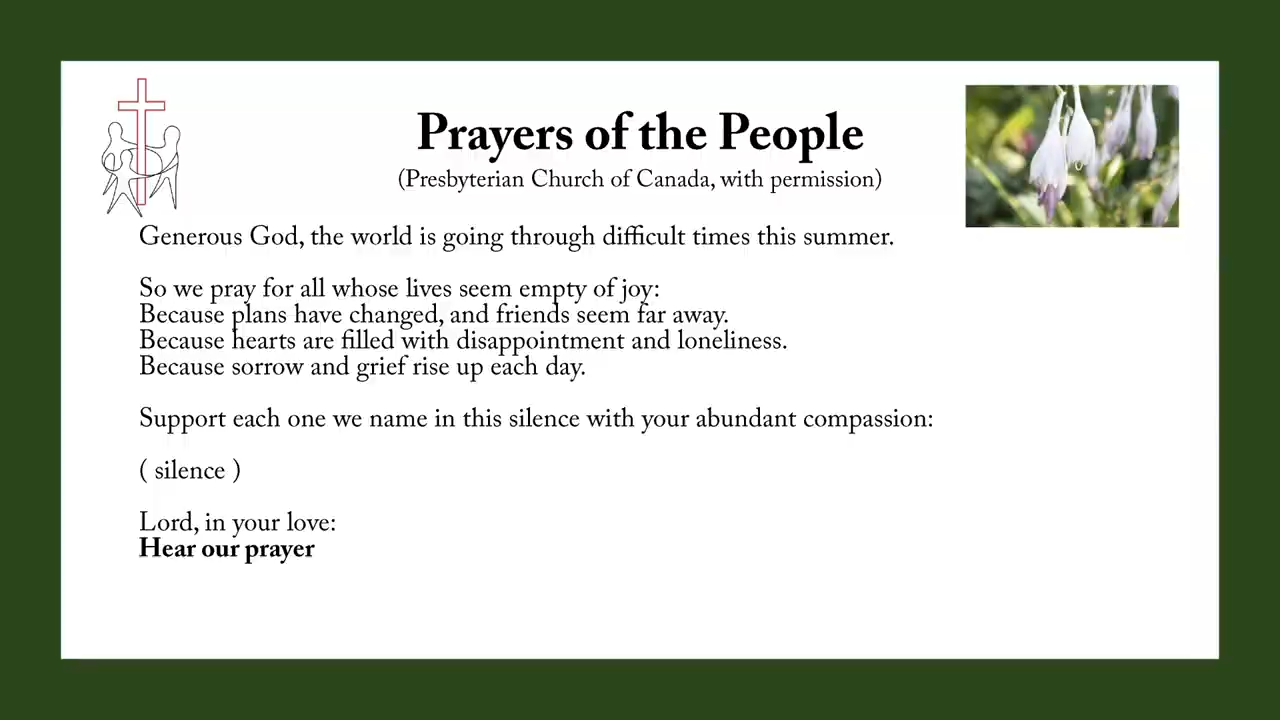 Prayers of the People
(Presbyterian Church of Canada, with permission)
Generous God, the world is going through difficult times this summer.
So we pray for all whose lives seem empty of joy:
Because plans have changed, and friends seem far away.
Because hearts are filled with disappointment and loneliness.
Because sorrow and grief rise up each day.
Support each one we name in this silence with your abundant compassion:
( silence )
Lord, in your love:
Hear our prayer